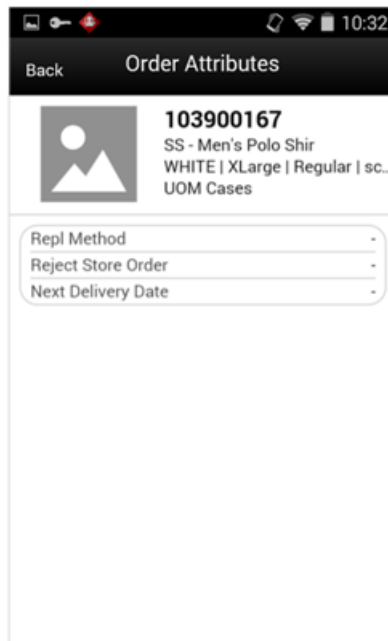 10:32
Back
Order Attributes
103900167
SS - Men's Polo Shir
WHITE | XLarge | Regular | sc..
UOM Cases
Repl Method -
Reject Store Order -
Next Delivery Date -